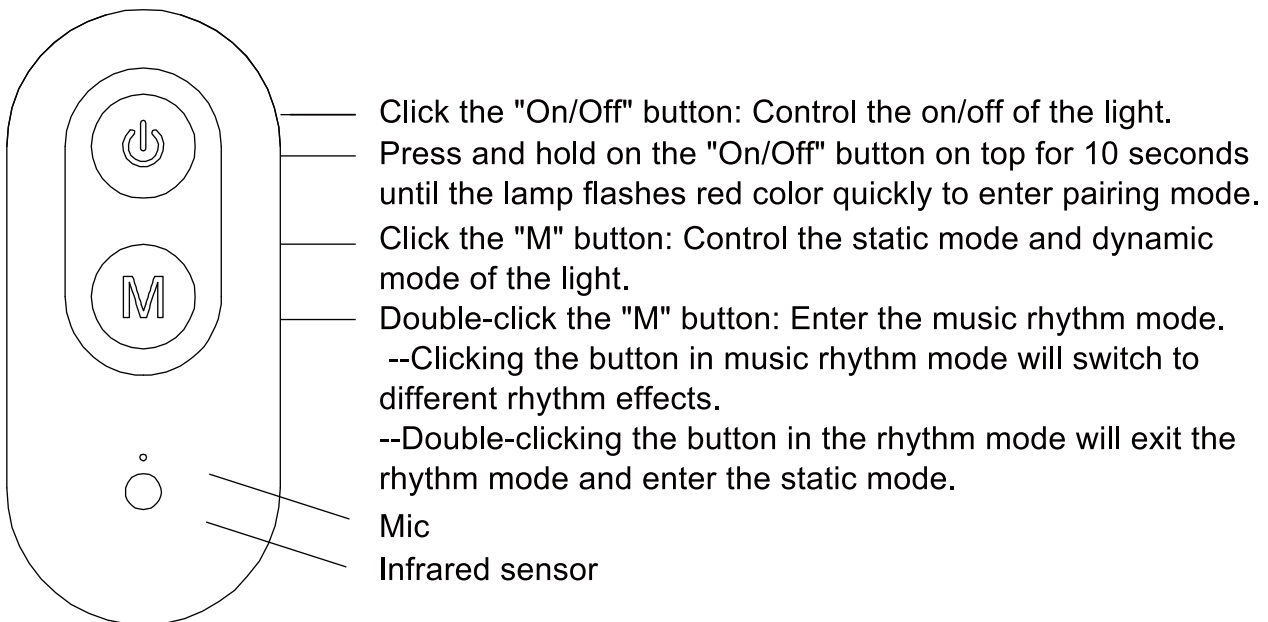 Click the "On/Off" button: Control the on/off of the light.
Press and hold on the "On/Off" button on top for 10 seconds
until the lamp flashes red color quickly to enter pairing mode.
Click the "M" button: Control the static mode and dynamic
mode of the light.
M
Double-click the "M" button: Enter the music rhythm mode.
--Clicking the button in music rhythm mode will switch to
different rhythm effects.
--Double-clicking the button in the rhythm mode will exit the
rhythm mode and enter the static mode.
Mic
Infrared sensor